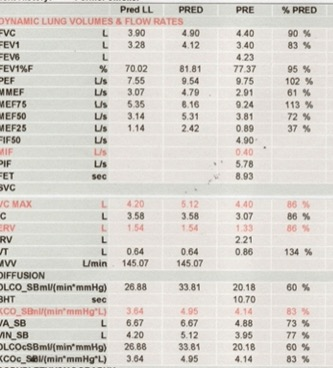 Pred LL PRED PRE % PRED
DYNAMIC LUNG VOLUMES & FLOW RATES
FVC L 3.90 4.90 4.40 90 %
FEV1 L 3.28 4.12 3.40 83 %
FEV6 L 4.23
FEV1%F % 70.02 81.81 77.37 95 %
PEF L/s 7.55 9.54 9.75 102 %
MMEF L/s 3.07 4.79 2.91 61 %
MEF75 L/s 5.35 8.16 9.24 113 %
MEF50 L/s 3.14 5.31 3.81 72 %
MEF25 L/s 1.14 2.42 0.89 37 %
FIF50 L/s 4.90
MIF L/s 0.40
PIF L/s 5.78
FET sec 8.93
SVC
VC MAX L 4.20 5.12 4.40 86 %
IC L 3.58 3.58 3.07 86 %
ERV L 1.54 1.54 1.33 86 %
IRV L 2.21
VT L 0.64 0.64 0.86 134 %
MVV L/min 145.07 145.07
DIFFUSION
DLCO_SBml/(min*mmHg) 26.88 33.81 20.18 60 %
BHT sec 10.70
KCO_SBml/(min*mmHg*L) 3.64 4.95 4.14 83 %
VA_SB L 6.67 6.67 4.88 73 %
VIN_SB L 4.20 5.12 3.95 77 %
DLCOcSBml/(min*mmHg) 26.88 33.81 20.18 60 %
KCOc_SBml/(min*mmHg*L) 3.64 4.95 4.14 83 %